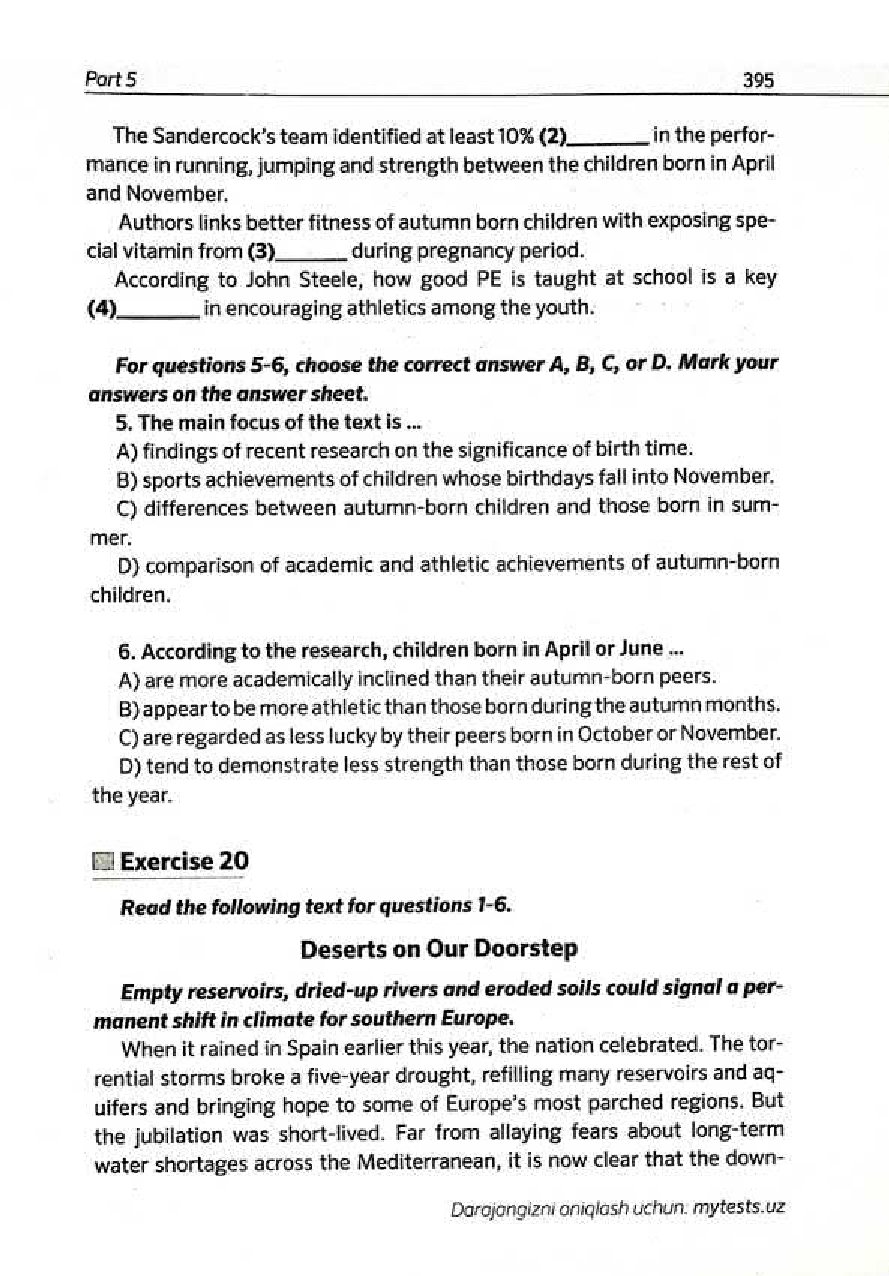 Part 5 395
The Sandercock's team identified at least 10% (2)________ in the perfor-
mance in running, jumping and strength between the children born in April
and November.
Authors links better fitness of autumn born children with exposing spe-
cial vitamin from (3)_______ during pregnancy period.
According to John Steele, how good PE is taught at school is a key
(4)________ in encouraging athletics among the youth.
For questions 5-6, choose the correct answer A, B, C, or D. Mark your
answers on the answer sheet.
5. The main focus of the text is ...
A) findings of recent research on the significance of birth time.
B) sports achievements of children whose birthdays fall into November.
C) differences between autumn-born children and those born in sum-
mer.
D) comparison of academic and athletic achievements of autumn-born
children.
6. According to the research, children born in April or June ...
A) are more academically inclined than their autumn-born peers.
B) appear to be more athletic than those born during the autumn months.
C) are regarded as less lucky by their peers born in October or November.
D) tend to demonstrate less strength than those born during the rest of
the year.
Exercise 20
Read the following text for questions 1-6.
Deserts on Our Doorstep
Empty reservoirs, dried-up rivers and eroded soils could signal a per-
manent shift in climate for southern Europe.
When it rained in Spain earlier this year, the nation celebrated. The tor-
rential storms broke a five-year drought, refilling many reservoirs and aq-
uifers and bringing hope to some of Europe's most parched regions. But
the jubilation was short-lived. Far from allaying fears about long-term
water shortages across the Mediterranean, it is now clear that the down-
Darajangizni aniqlash uchun: mytests.uz